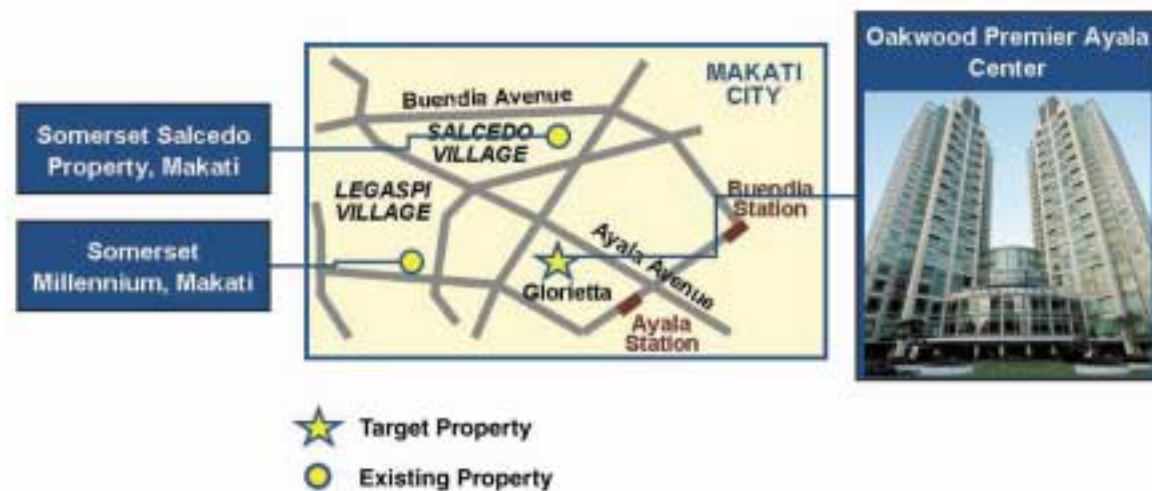 Oakwood Premier Ayala
Center
MAKATI
CITY
Buendia Avenue
Somerset Salcedo
Property, Makati
SALCEDO
VILLAGE
LEGASPI
VILLAGE
Buendia
Station
Somerset
Millennium, Makati
Ayala Avenue
Glorietta
Ayala
Station
Target Property
Existing Property